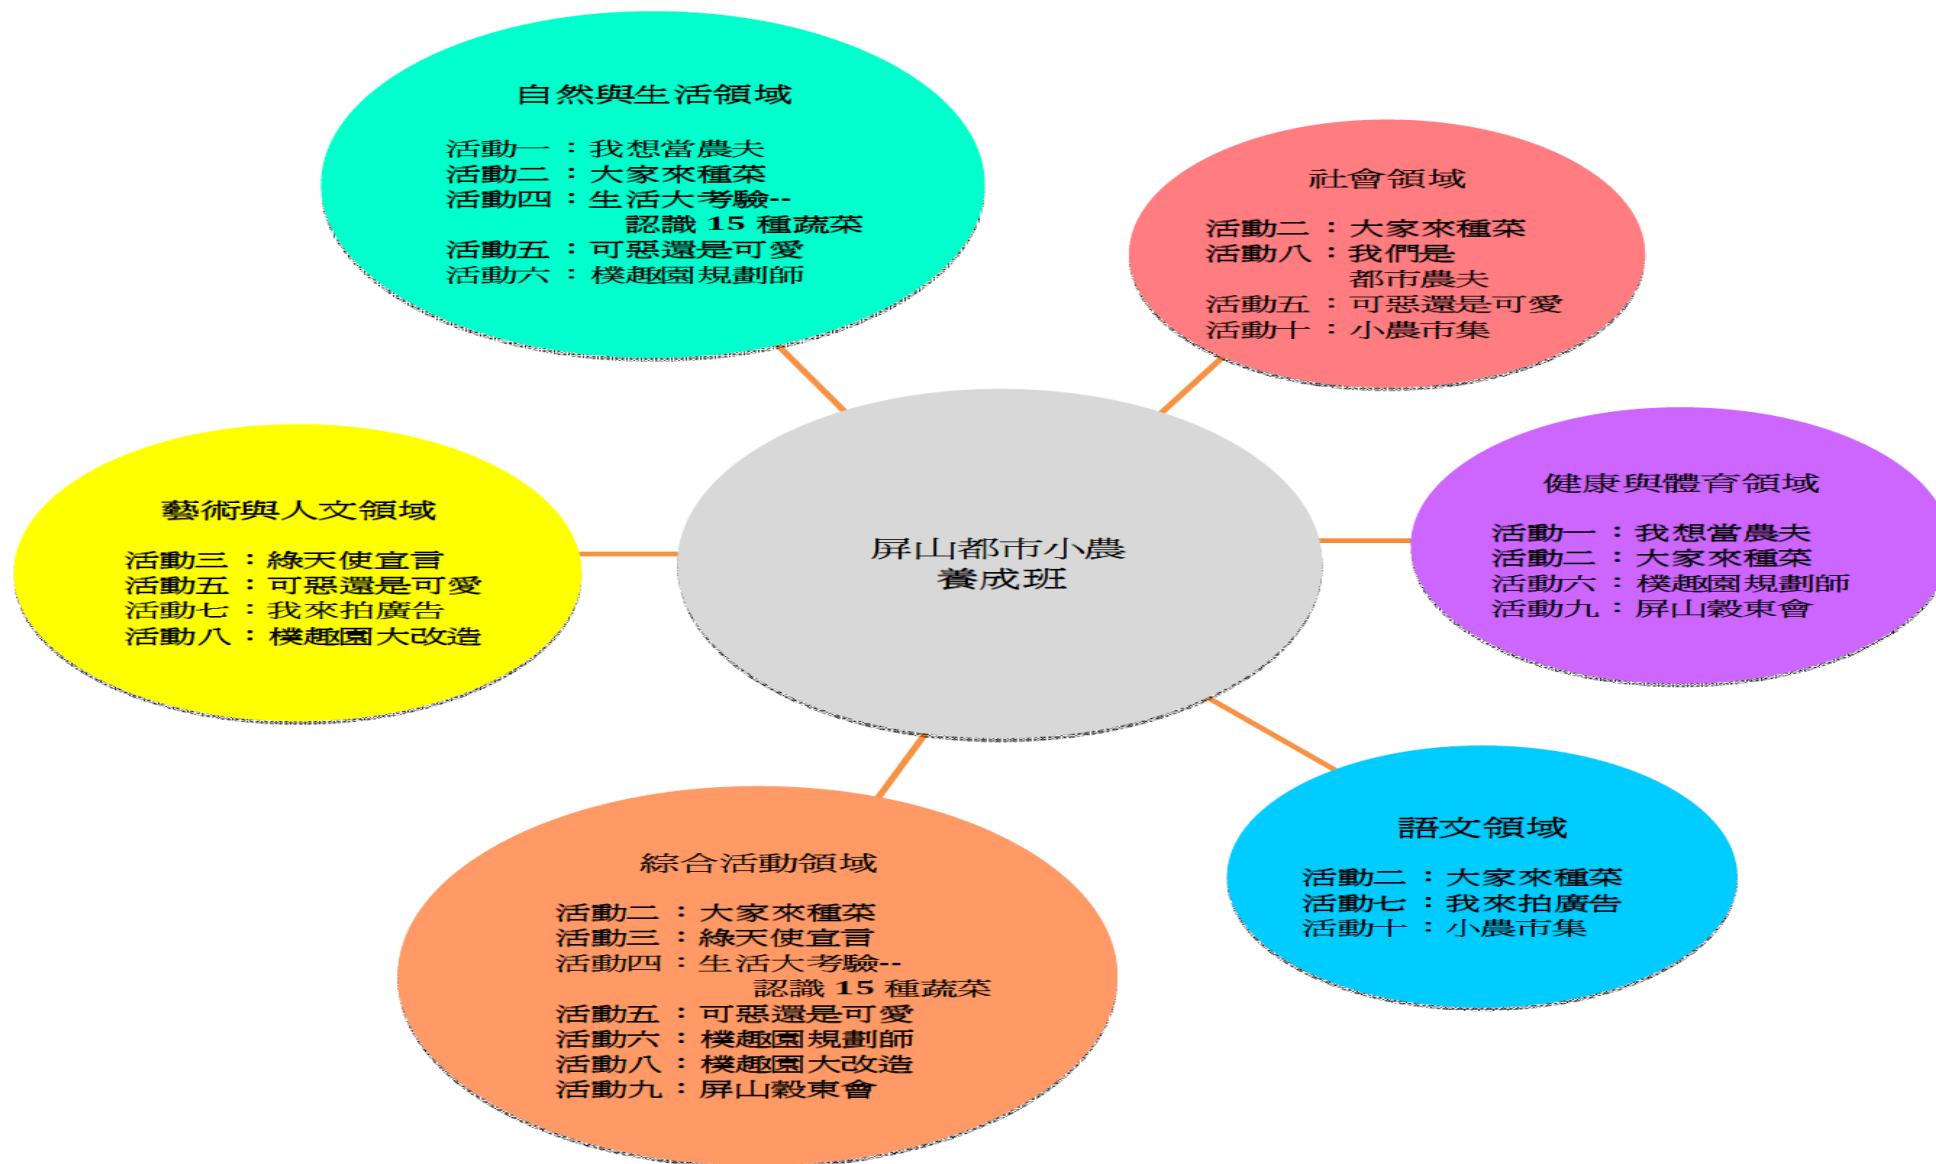 自然與生活領域
活動一：我想當農夫
活動二：大家來種菜
活動四：生活大考驗--
認識 15 種蔬菜
活動五：可惡還是可愛
活動六：樸趣園規劃師
社會領域
活動二：大家來種菜
活動八：我們是
都市農夫
活動五：可惡還是可愛
活動十：小農市集
藝術與人文領域
活動三：綠天使宣言
活動五：可惡還是可愛
活動七：我來拍廣告
活動八：樸趣園大改造
屏山都市小農
養成班
健康與體育領域
活動一：我想當農夫
活動二：大家來種菜
活動六：樸趣園規劃師
活動九：屏山穀東會
綜合活動領域
活動二：大家來種菜
活動三：綠天使宣言
活動四：生活大考驗--
認識 15 種蔬菜
活動五：可惡還是可愛
活動六：樸趣園規劃師
活動八：樸趣園大改造
活動九：屏山穀東會
語文領域
活動二：大家來種菜
活動七：我來拍廣告
活動十：小農市集